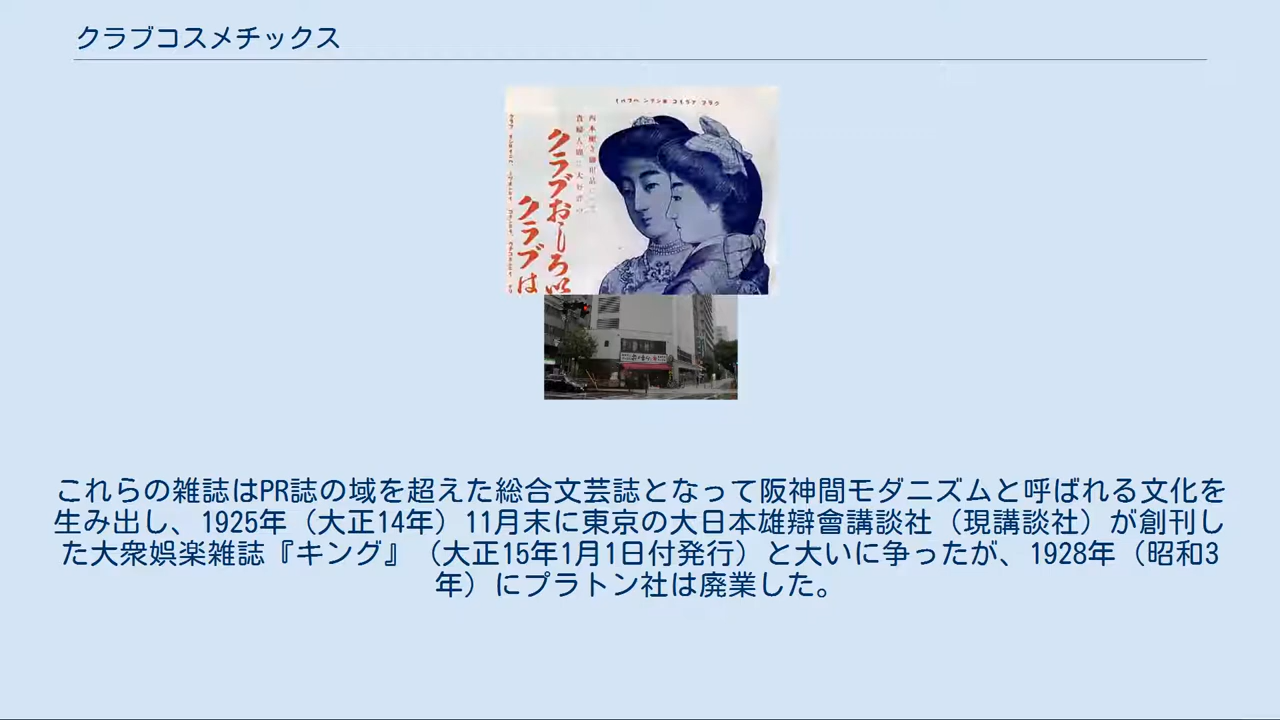 クラブコスメチックス
クラブおしろい
クラブは
これらの雑誌はPR誌の域を超えた総合文芸誌となって阪神間モダニズムと呼ばれる文化を
生み出し、1925年（大正14年）11月末に東京の大日本雄辯會講談社（現講談社）が創刊し
た大衆娯楽雑誌『キング』（大正15年1月1日付発行）と大いに争ったが、1928年（昭和3
年）にプラトン社は廃業した。